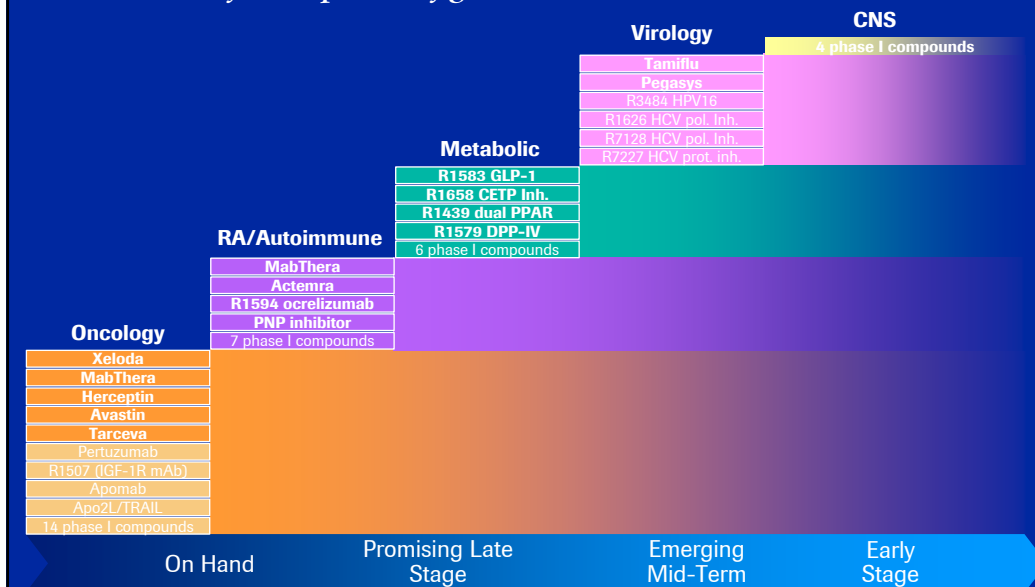 CNS
4 phase I compounds
Virology
Tamiflu
Pegasys
R3484 HPV16
R1626 HCV pol. Inh.
R7128 HCV pol. Inh.
R7227 HCV prot. inh.
Metabolic
R1583 GLP-1
R1658 CETP Inh.
R1439 dual PPAR
R1579 DPP-IV
6 phase I compounds
RA/Autoimmune
MabThera
Actemra
R1594 ocrelizumab
PNP inhibitor
7 phase I compounds
Oncology
Xeloda
MabThera
Herceptin
Avastin
Tarceva
Pertuzumab
R1507 (IGF-1R mAb)
Apomab
Apo2L/TRAIL
14 phase I compounds
On Hand
Promising Late
Stage
Emerging
Mid-Term
Early
Stage